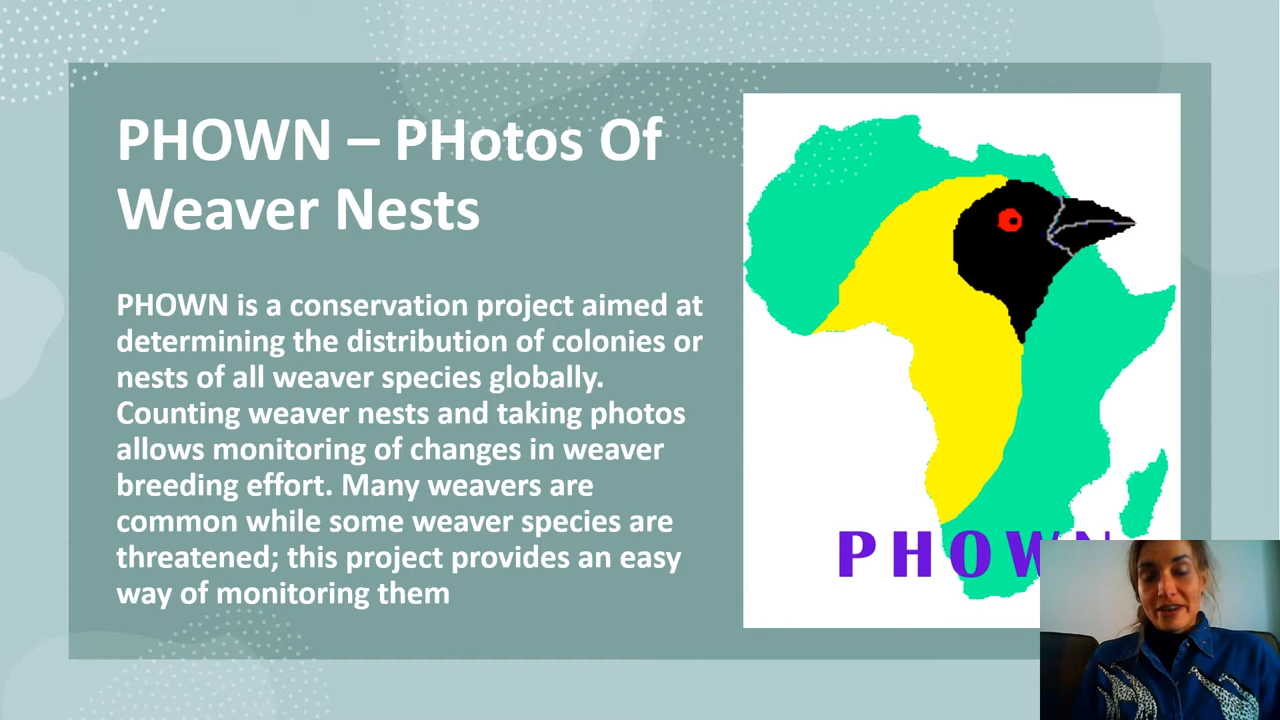 PHOWN – PHotos Of
Weaver Nests
PHOWN is a conservation project aimed at
determining the distribution of colonies or
nests of all weaver species globally.
Counting weaver nests and taking photos
allows monitoring of changes in weaver
breeding effort. Many weavers are
common while some weaver species are
threatened; this project provides an easy
way of monitoring them
PHOWN